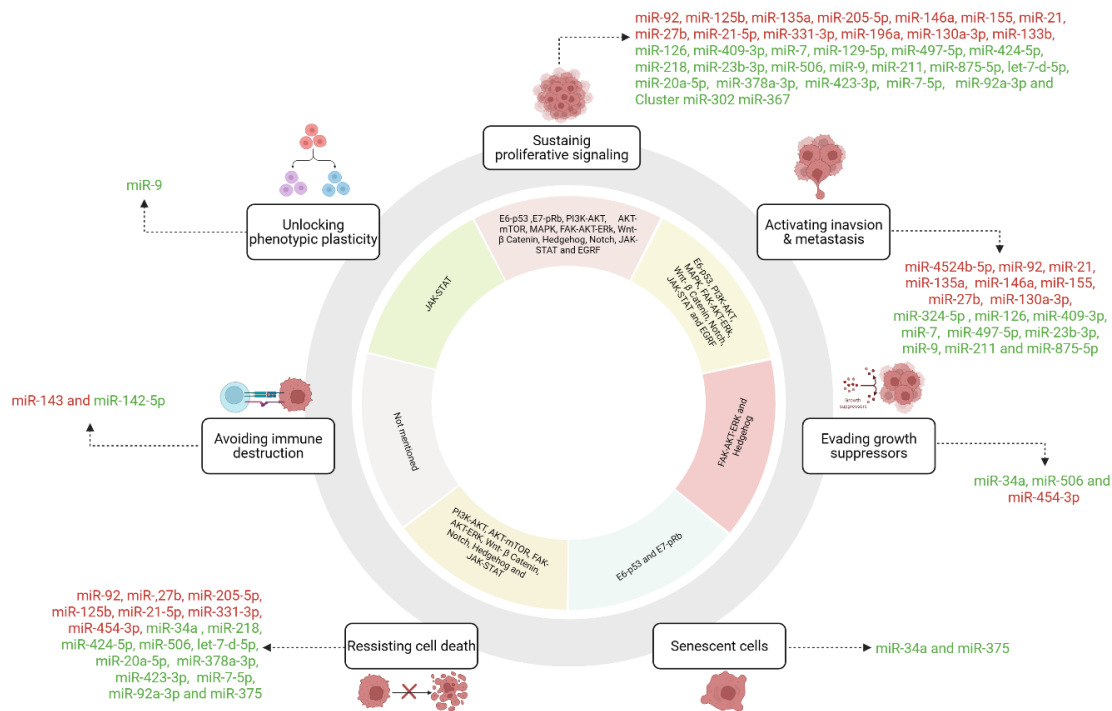 miR-92, miR-125b, miR-135a, miR-205-5p, miR-146a, miR-155, miR-21,
miR-27b, miR-21-5p, miR-331-3p, miR-196a, miR-130a-3p, miR-133b,
miR-126, miR-409-3p, miR-7, miR-129-5p, miR-497-5p, miR-424-5p,
miR-218, miR-23b-3p, miR-506, miR-9, miR-211, miR-875-5p, let-7-d-5p,
miR-20a-5p, miR-378a-3p, miR-423-3p, miR-7-5p, miR-92a-3p and
Cluster miR-302 miR-367
Sustainig
proliferative signaling
miR-9
Unlocking
phenotypic plasticity
Activating inavsion
& metastasis
miR-4524b-5p, miR-92, miR-21,
miR-135a, miR-146a, miR-155,
miR-27b, miR-130a-3p,
miR-324-5p , miR-126, miR-409-3p,
miR-7, miR-497-5p, miR-23b-3p,
miR-9, miR-211 and miR-875-5p
E6-p53 ,E7-pRb, PI3K-AKT, AKT-
mTOR, MAPK, FAK-AKT-ERk, Wnt-
β Catenin, Hedgehog, Notch, JAK-
STAT and EGRF
E6-p53, PI3K-AKT,
MAPK, FAK-AKT-ERK,
Wnt- β Catenin, Notch,
JAK-STAT and EGRF
JAK-STAT
miR-143 and miR-142-5p
Avoiding immune
destruction
Not mentioned
FAK-AKT-ERK and
Hedgehog
Growth
suppressors
Evading growth
suppressors
miR-34a, miR-506 and
miR-454-3p
PI3K-AKT, AKT-mTOR, FAK-
AKT-ERK, Wnt- β Catenin,
Notch, Hedgehog and
JAK-STAT
E6-p53 and E7-pRb
miR-92, miR-,27b, miR-205-5p,
miR-125b, miR-21-5p, miR-331-3p,
miR-454-3p, miR-34a , miR-218,
miR-424-5p, miR-506, let-7-d-5p,
miR-20a-5p, miR-378a-3p,
miR-423-3p, miR-7-5p,
miR-92a-3p and miR-375
Ressisting cell death
Senescent cells
miR-34a and miR-375